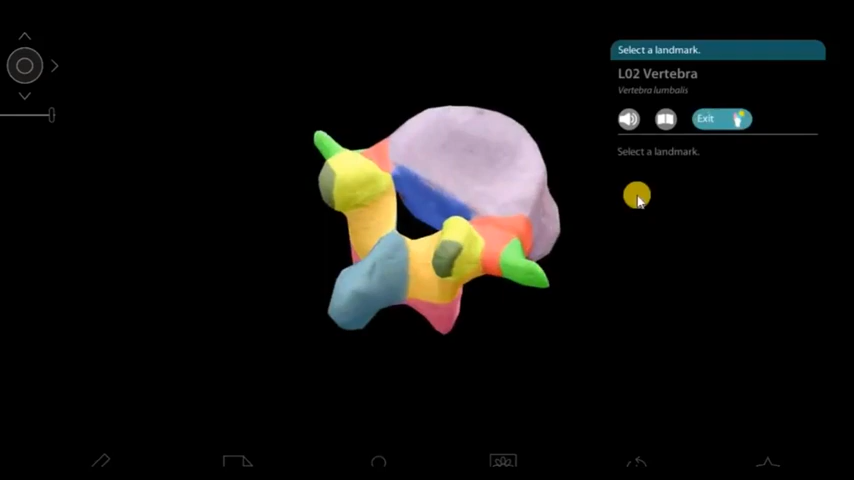 Select a landmark.
L02 Vertebra
Vertebra lumbalis
Exit
Select a landmark.